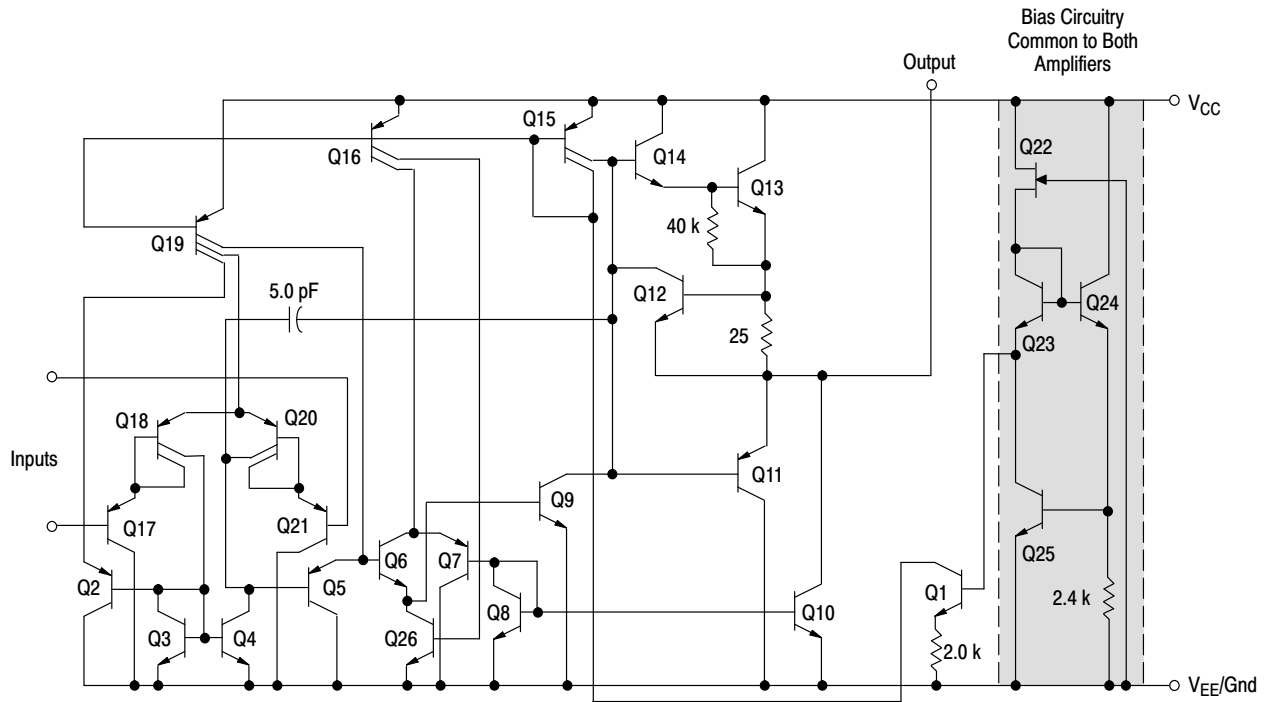 Bias Circuitry
Common to Both
Amplifiers
Output
VCC
Q15
Q22
Q16
Q14
Q13
Q19
40 k
5.0 pF
Q12
Q24
25
Q23
Q18
Q20
Inputs
Q11
Q9
Q17
Q21
Q25
Q6
Q7
Q2
Q5
Q1
Q8
Q10
2.4 k
Q3
Q4
Q26
2.0 k
VEE/Gnd